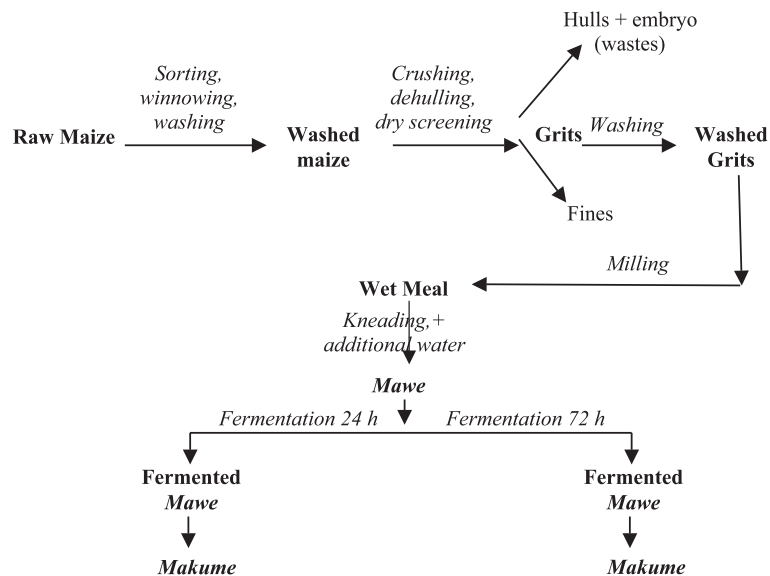 Hulls + embryo
(wastes)
Sorting,
winnowing,
washing
Crushing,
dehulling,
dry screening
Raw Maize
Washed
maize
Grits
Washing
Washed
Grits
Fines
Milling
Wet Meal
Kneading,+
additional water
Mawe
Fermentation 24 h
Fermentation 72 h
Fermented
Mawe
Fermented
Mawe
Makume
Makume